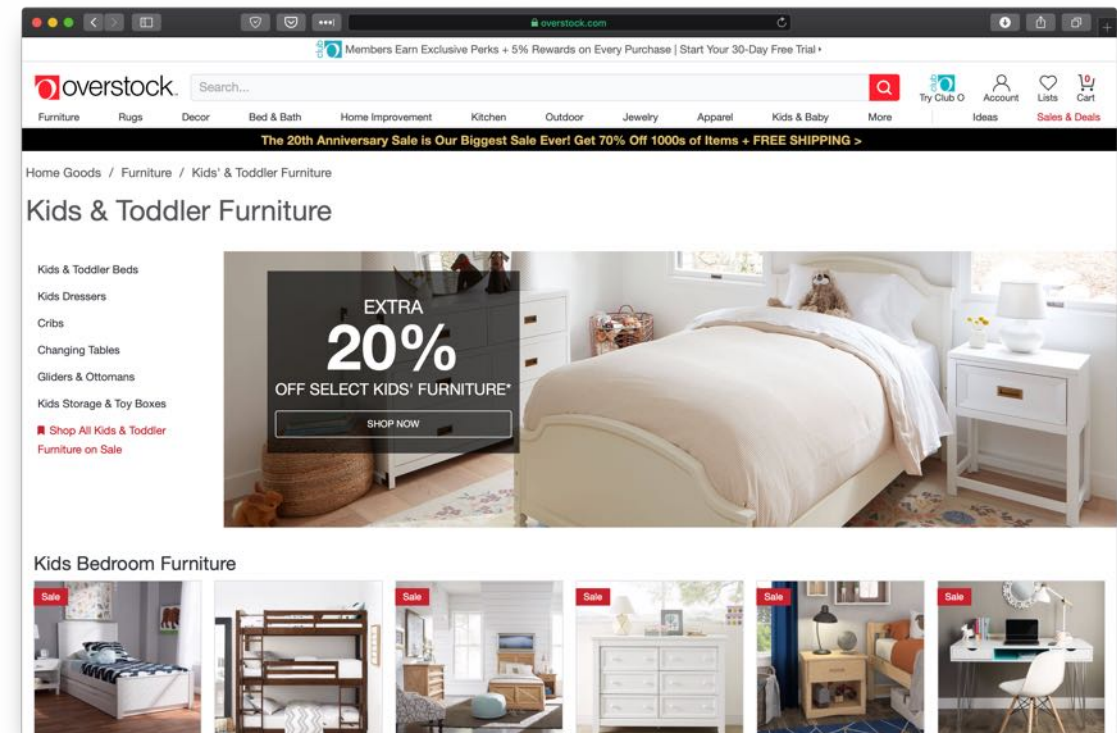 overstock.com
club O Members Earn Exclusive Perks + 5% Rewards on Every Purchase | Start Your 30-Day Free Trial ‣
overstock.
Search...
club O
Try Club O
Account
Lists
0
Cart
Furniture Rugs Decor Bed & Bath Home Improvement Kitchen Outdoor Jewelry Apparel Kids & Baby More Ideas Sales & Deals
The 20th Anniversary Sale is Our Biggest Sale Ever! Get 70% Off 1000s of Items + FREE SHIPPING >
Home Goods / Furniture / Kids' & Toddler Furniture
Kids & Toddler Furniture
Kids & Toddler Beds
Kids Dressers
Cribs
Changing Tables
Gliders & Ottomans
Kids Storage & Toy Boxes
Shop All Kids & Toddler
Furniture on Sale
EXTRA
20%
OFF SELECT KIDS' FURNITURE*
SHOP NOW
Kids Bedroom Furniture
Sale Sale Sale Sale Sale